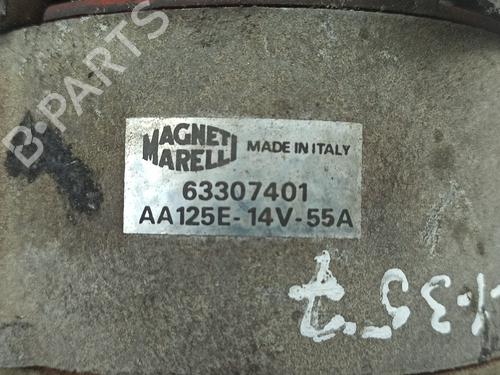 B-PARTS
MAGNETI MARELLI MADE IN ITALY
63307401
AA125E-14V-55A